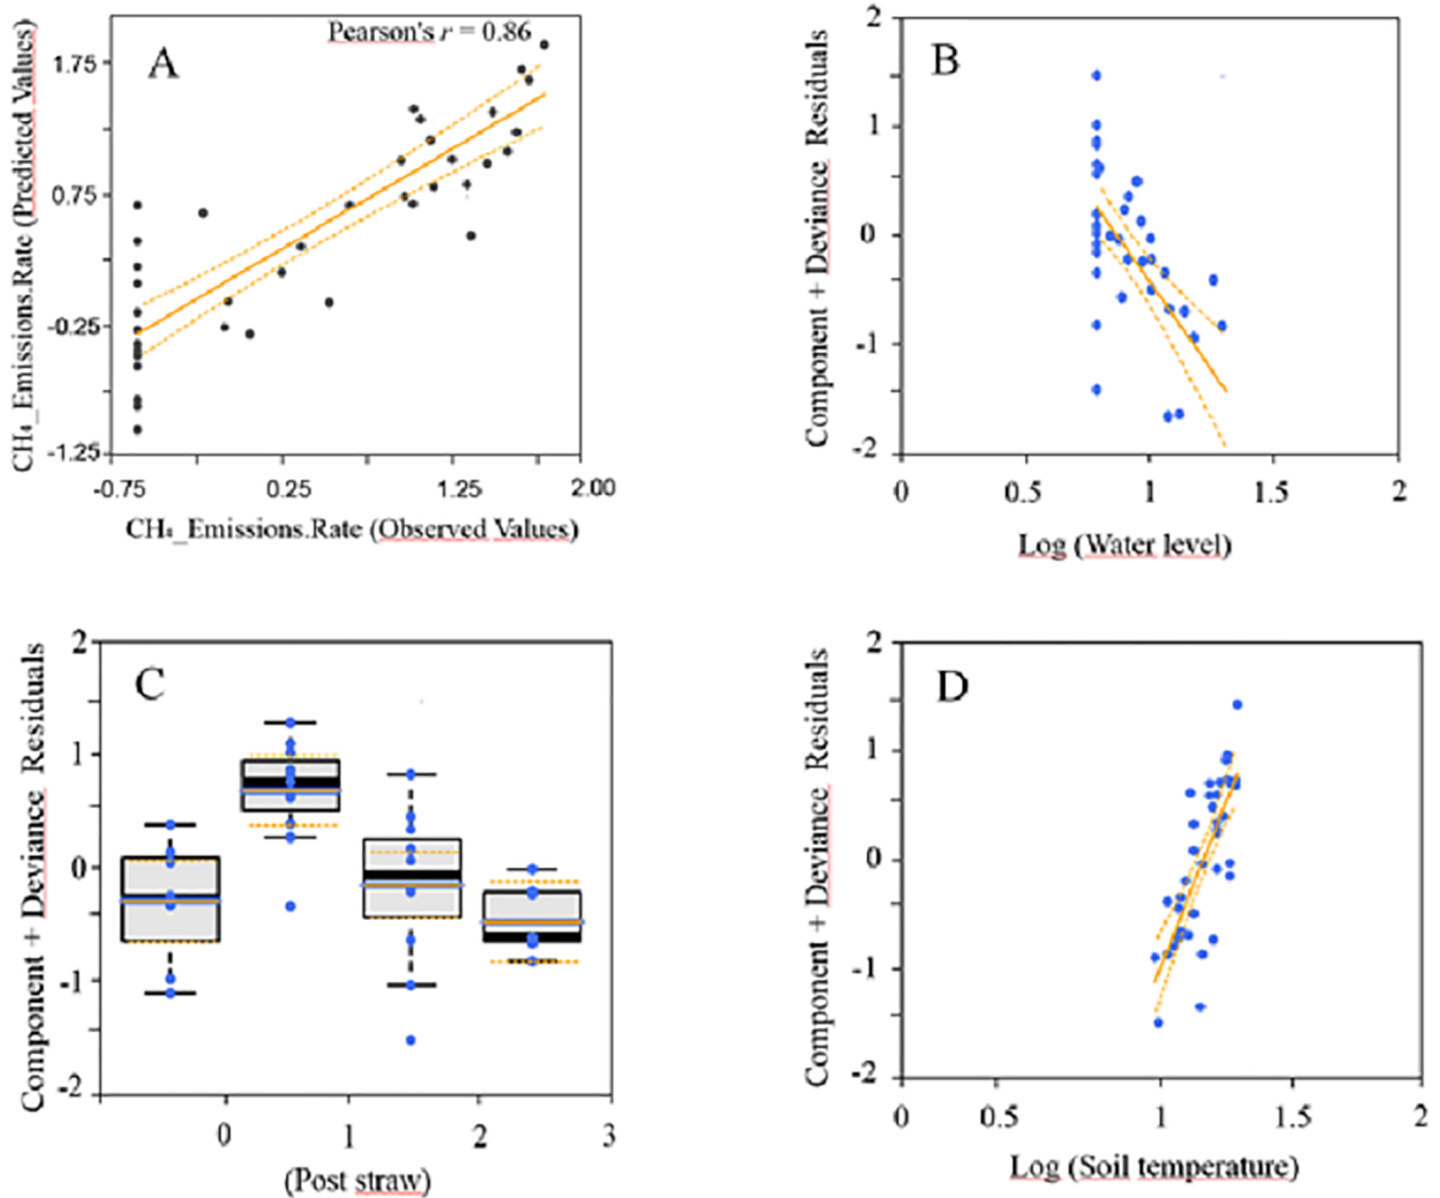 A
Pearson's r = 0.86
CH₄_Emissions.Rate (Predicted Values)
1.75
0.75
-0.25
-1.25
-0.75 0.25 1.25 2.00
CH₄_Emissions.Rate (Observed Values)
B
Component + Deviance Residuals
2
1
0
-1
-2
0 0.5 1 1.5 2
Log (Water level)
C
Component + Deviance Residuals
2
1
0
-1
-2
0 1 2 3
(Post straw)
D
Component + Deviance Residuals
2
1
0
-1
-2
0 0.5 1 1.5 2
Log (Soil temperature)